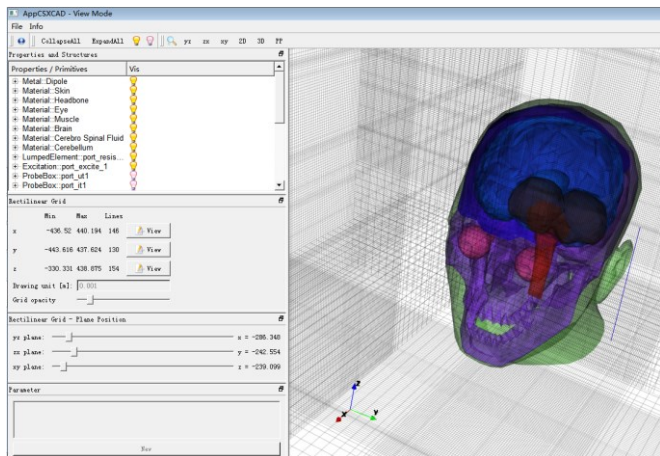 AppCSXCAD - View Mode
File Info
CollapseAll ExpandAll yz zx xy 2D 3D PP
Properties and Structures
Properties / Primitives Vis
Metal::Dipole
Material::Skin
Material::Headbone
Material::Eye
Material::Muscle
Material::Brain
Material::Cerebro Spinal Fluid
Material::Cerebellum
LumpedElement::port_resis...
Excitation::port_excite_1
ProbeBox::port_ut1
ProbeBox::port_it1
Rectilinear Grid
Min Max Lines
x -436.52 440.194 146 View
y -443.616 437.624 130 View
z -330.331 438.875 154 View
Drawing unit [m]: 0.001
Grid opacity
Rectilinear Grid - Plane Position
yz plane: x = -286.348
zx plane: y = -242.554
xy plane: z = -239.099
Parameter
New
z
x y